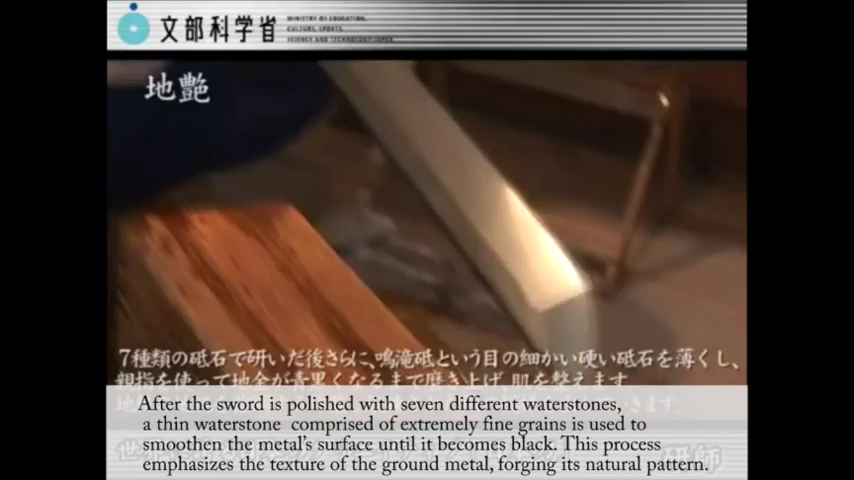 文部科学省
MINISTRY OF EDUCATION,
CULTURE, SPORTS,
SCIENCE AND TECHNOLOGY-JAPAN
地艶
7種類の砥石で研いだ後さらに、鳴滝砥という目の細かい硬い砥石を薄くし、
親指を使って地金が青黒くなるまで磨き上げ、肌を整えます。
After the sword is polished with seven different waterstones,
a thin waterstone comprised of extremely fine grains is used to
smoothen the metal's surface until it becomes black. This process
emphasizes the texture of the ground metal, forging its natural pattern.
研師